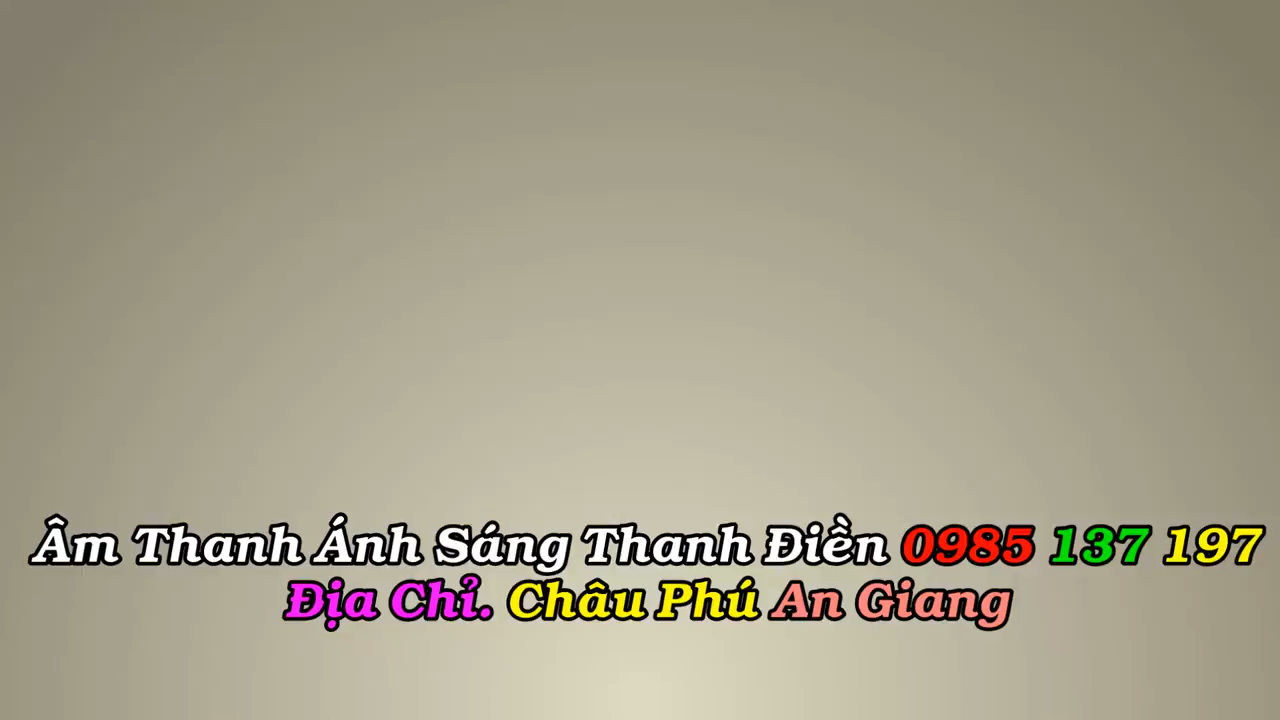 Âm Thanh Ánh Sáng Thanh Điền 0985 137 197
Địa Chỉ. Châu Phú An Giang